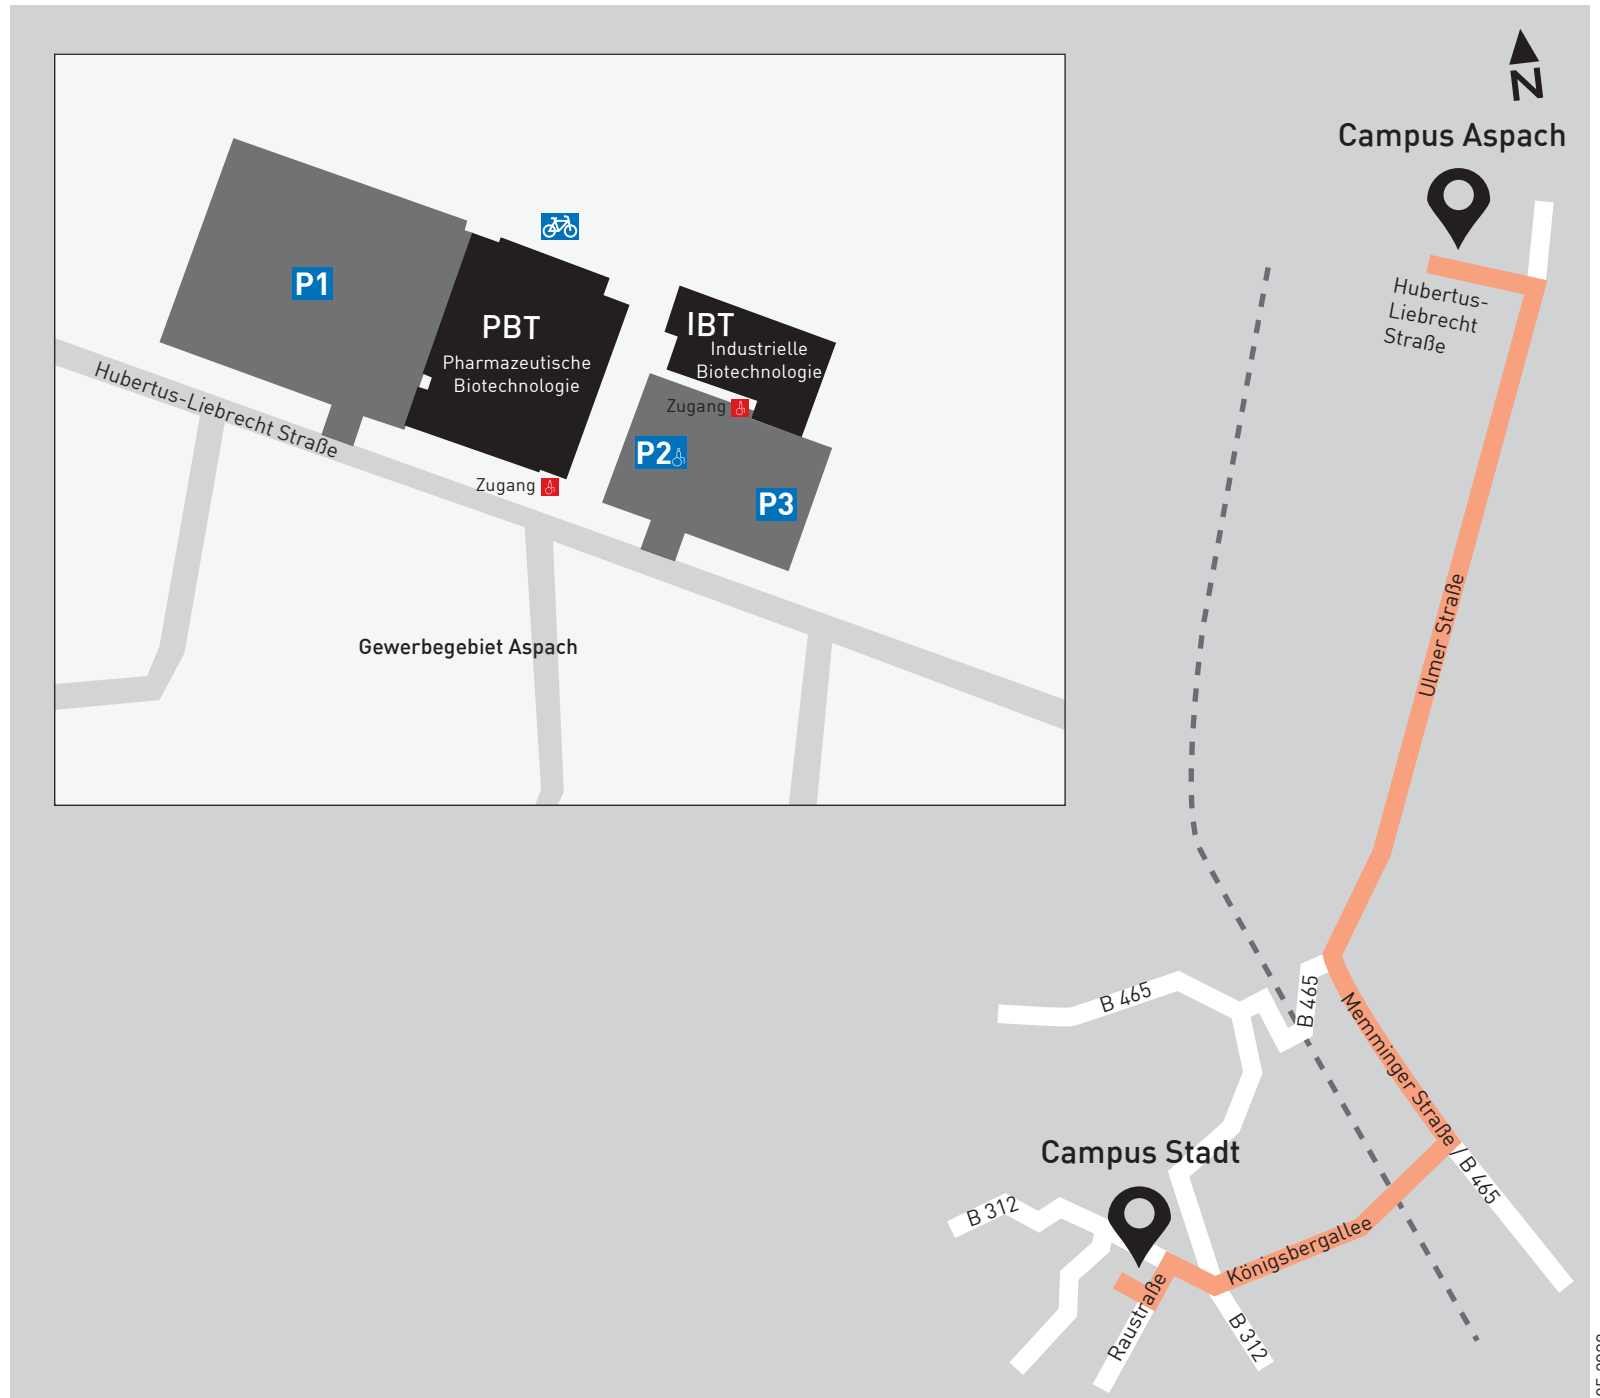 N
Campus Aspach
P1
PBT
Pharmazeutische
Biotechnologie
IBT
Industrielle
Biotechnologie
Zugang
P2
P3
Zugang
Hubertus-Liebrecht Straße
Gewerbegebiet Aspach
Hubertus-
Liebrecht
Straße
Ulmer Straße
B 465
B 465
Memminger Straße / B 465
Campus Stadt
B 312
Königsbergallee
Raustraße
B 312